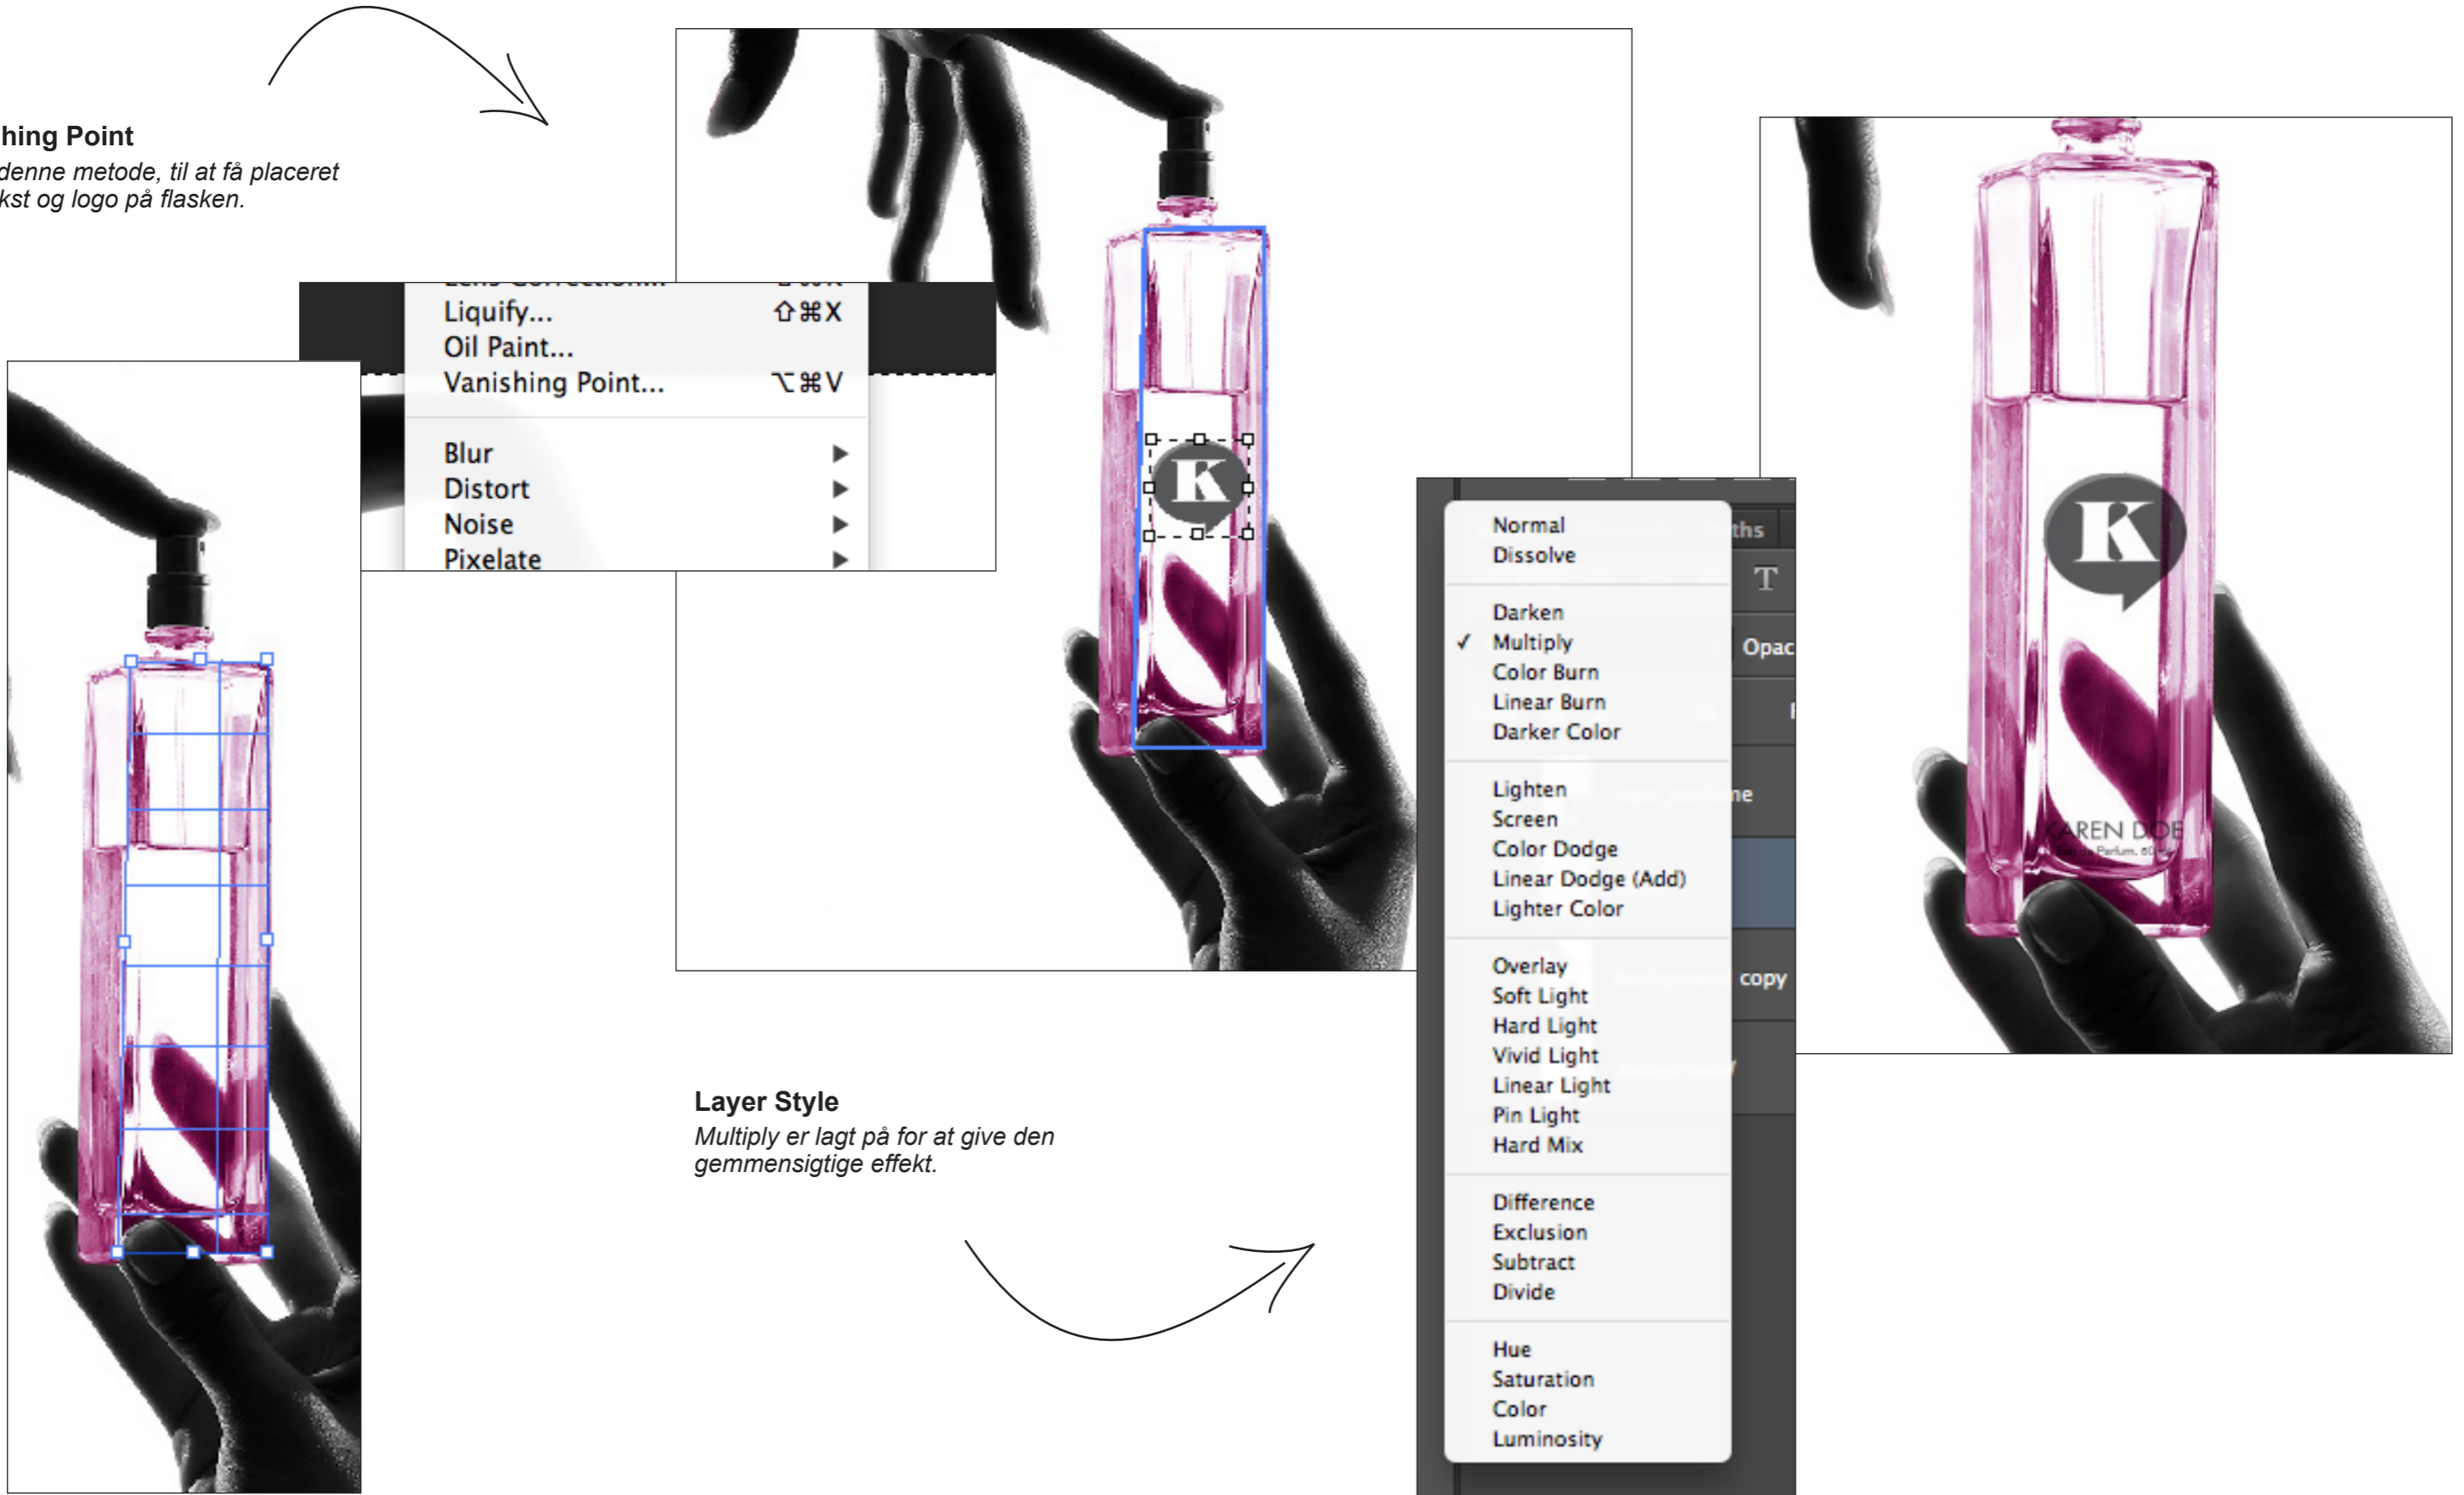 hing Point
denne metode, til at få placeret
kst og logo på flasken.
Liquify... ⇧⌘X
Oil Paint...
Vanishing Point... ⌥⌘V
Blur ▶
Distort ▶
Noise ▶
Pixelate ▶
K
Layer Style
Multiply er lagt på for at give den
gemmensigtige effekt.
Normal
Dissolve
Darken
✓ Multiply
Color Burn
Linear Burn
Darker Color
Lighten
Screen
Color Dodge
Linear Dodge (Add)
Lighter Color
Overlay
Soft Light
Hard Light
Vivid Light
Linear Light
Pin Light
Hard Mix
Difference
Exclusion
Subtract
Divide
Hue
Saturation
Color
Luminosity
ths
T
Opac
ne
copy
K
KAREN DOE
Parfum.